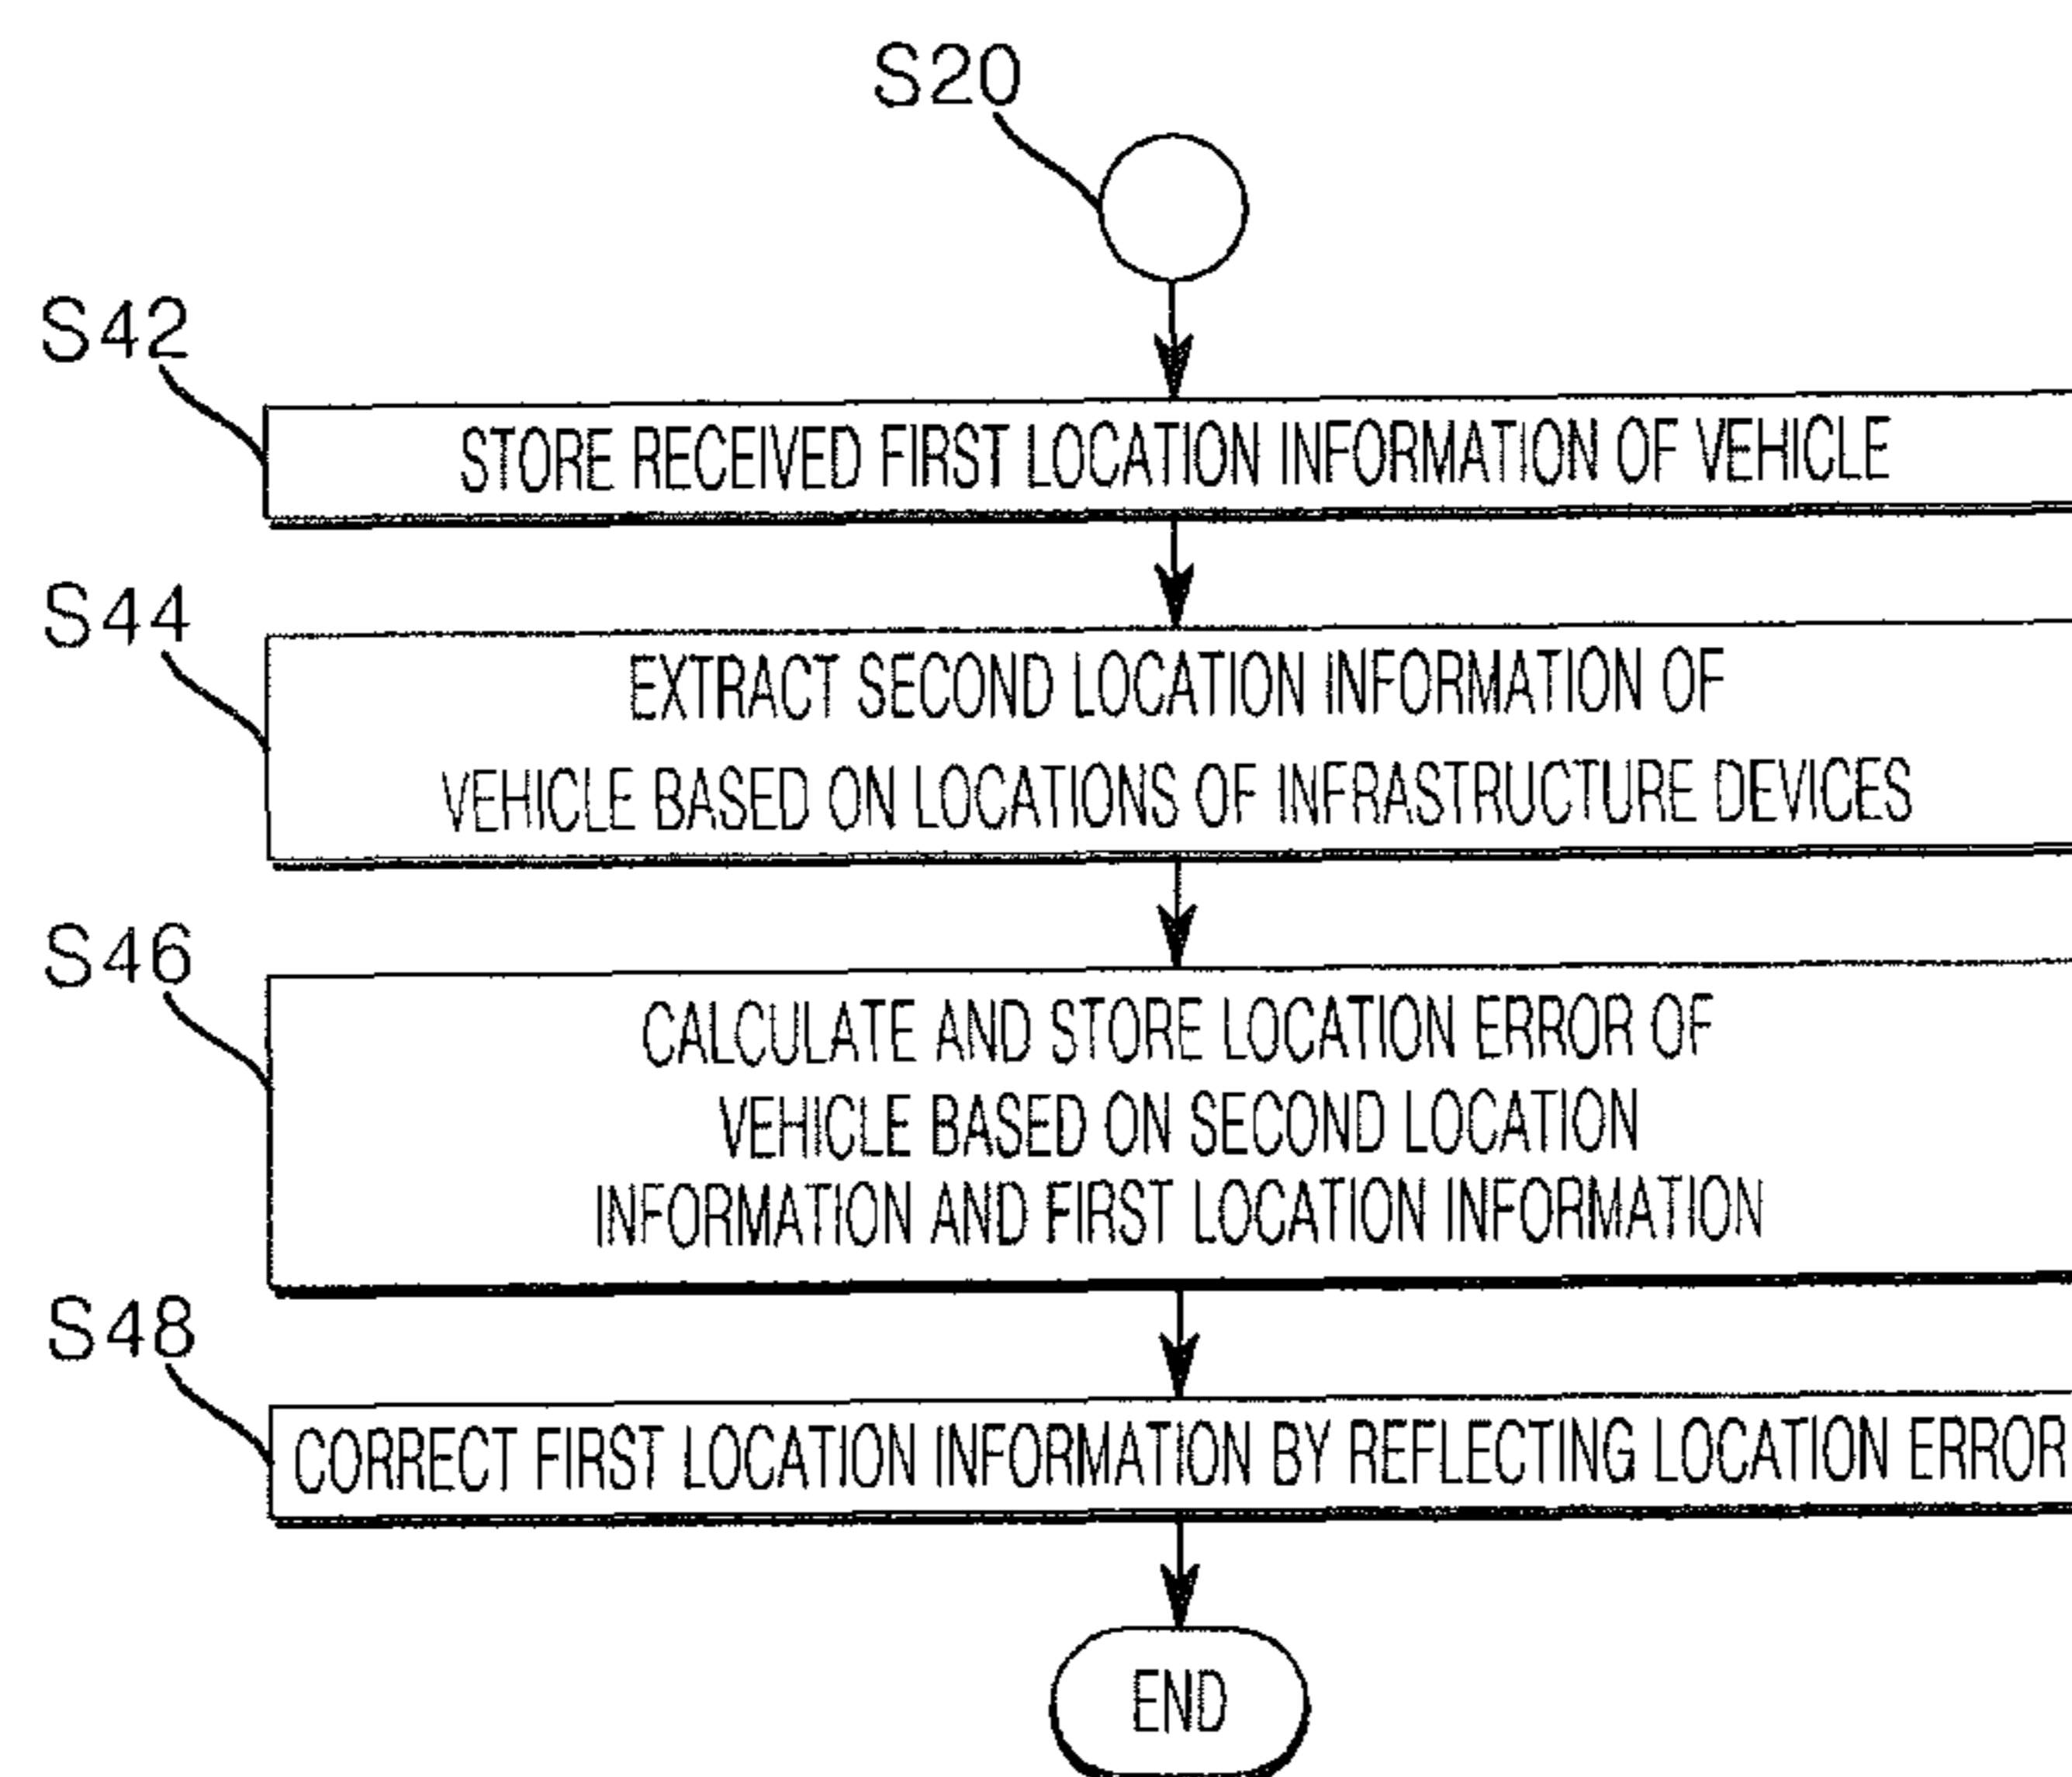 S20
S42
STORE RECEIVED FIRST LOCATION INFORMATION OF VEHICLE
S44
EXTRACT SECOND LOCATION INFORMATION OF
VEHICLE BASED ON LOCATIONS OF INFRASTRUCTURE DEVICES
S46
CALCULATE AND STORE LOCATION ERROR OF
VEHICLE BASED ON SECOND LOCATION
INFORMATION AND FIRST LOCATION INFORMATION
S48
CORRECT FIRST LOCATION INFORMATION BY REFLECTING LOCATION ERROR
END